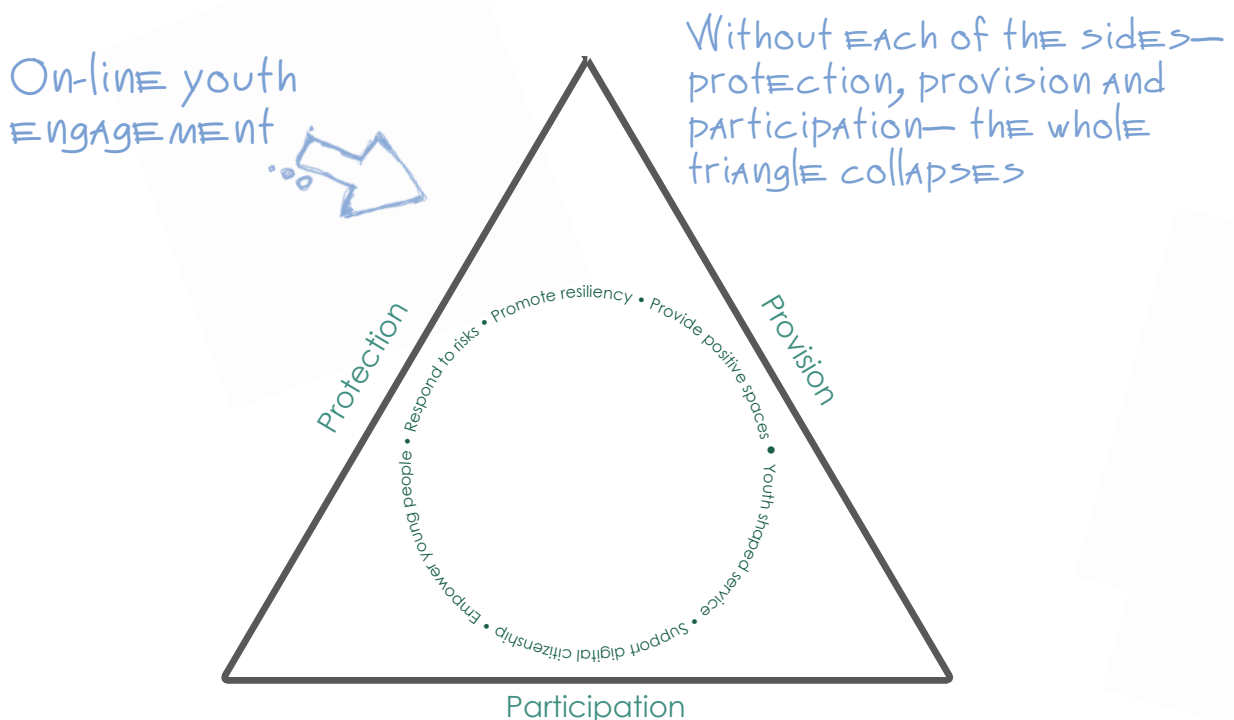 On-line youth
engagement
Without each of the sides—
protection, provision and
participation— the whole
triangle collapses
Protection
Provision
Respond to risks • Promote resiliency • Provide positive spaces • Youth shaped service • Support digital citizenship • Empower young people •
Participation